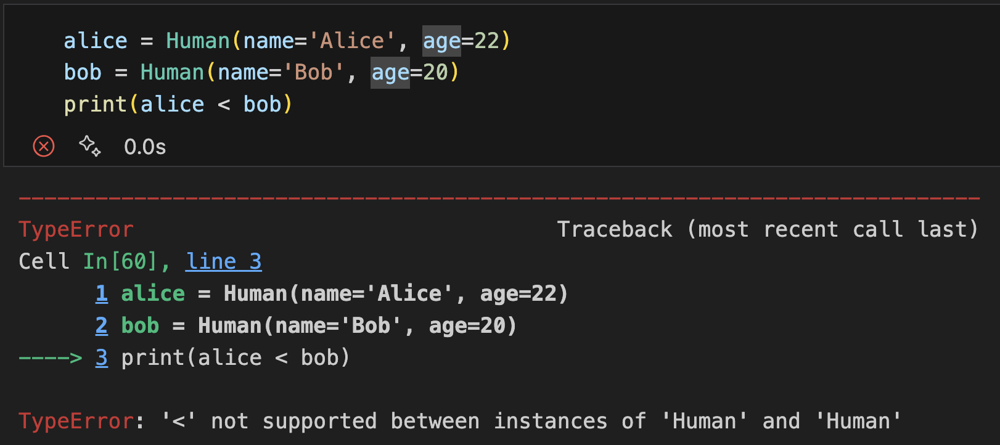 alice = Human(name='Alice', age=22)
bob = Human(name='Bob', age=20)
print(alice < bob)
0.0s
--------------------------------------------------------------------------- 
TypeError                                 Traceback (most recent call last)
Cell In[60], line 3
      1 alice = Human(name='Alice', age=22)
      2 bob = Human(name='Bob', age=20)
----> 3 print(alice < bob)

TypeError: '<' not supported between instances of 'Human' and 'Human'